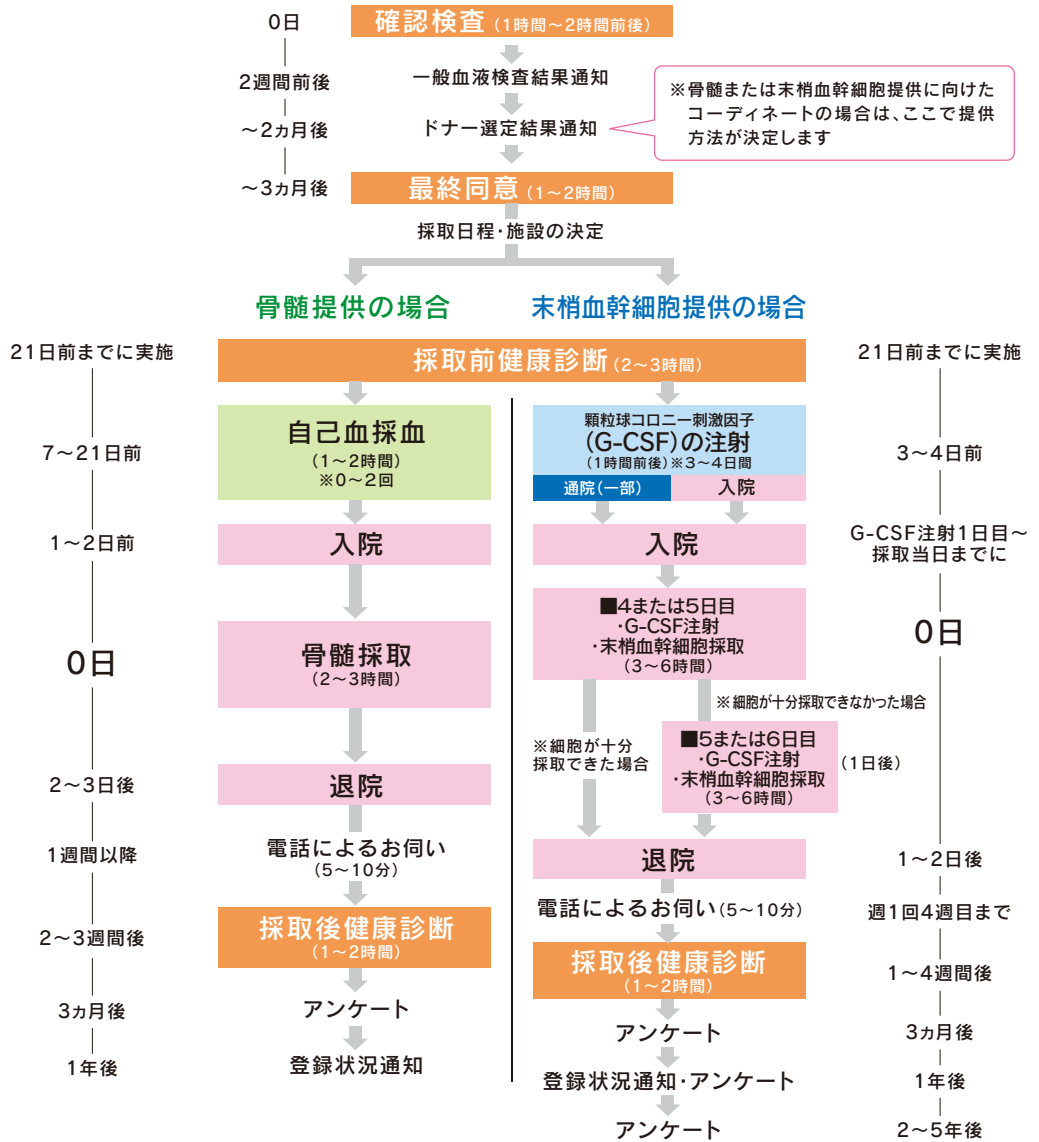 0日
確認検査(1時間～2時間前後)
2週間前後
一般血液検査結果通知
※骨髄または末梢血幹細胞提供に向けた
コーディネートの場合は、ここで提供
方法が決定します
～2ヵ月後
ドナー選定結果通知
～3ヵ月後
最終同意(1～2時間)
採取日程・施設の決定
骨髄提供の場合
末梢血幹細胞提供の場合
21日前までに実施
採取前健康診断(2～3時間)
21日前までに実施
7～21日前
自己血採血
(1～2時間)
※0～2回
顆粒球コロニー刺激因子
(G-CSF)の注射
(1時間前後)※3～4日間
通院(一部)
入院
3～4日前
1～2日前
入院
入院
G-CSF注射1日目～
採取当日までに
0日
骨髄採取
(2～3時間)
■4または5日目
・G-CSF注射
・末梢血幹細胞採取
(3～6時間)
0日
※細胞が十分採取できなかった場合
※細胞が十分
採取できた場合
■5または6日目
・G-CSF注射
・末梢血幹細胞採取
(3～6時間)
(1日後)
2～3日後
退院
退院
1～2日後
1週間以降
電話によるお伺い
(5～10分)
電話によるお伺い(5～10分)
週1回4週目まで
2～3週間後
採取後健康診断
(1～2時間)
採取後健康診断
(1～2時間)
1～4週間後
3ヵ月後
アンケート
アンケート
3ヵ月後
1年後
登録状況通知
登録状況通知・アンケート
1年後
アンケート
2～5年後